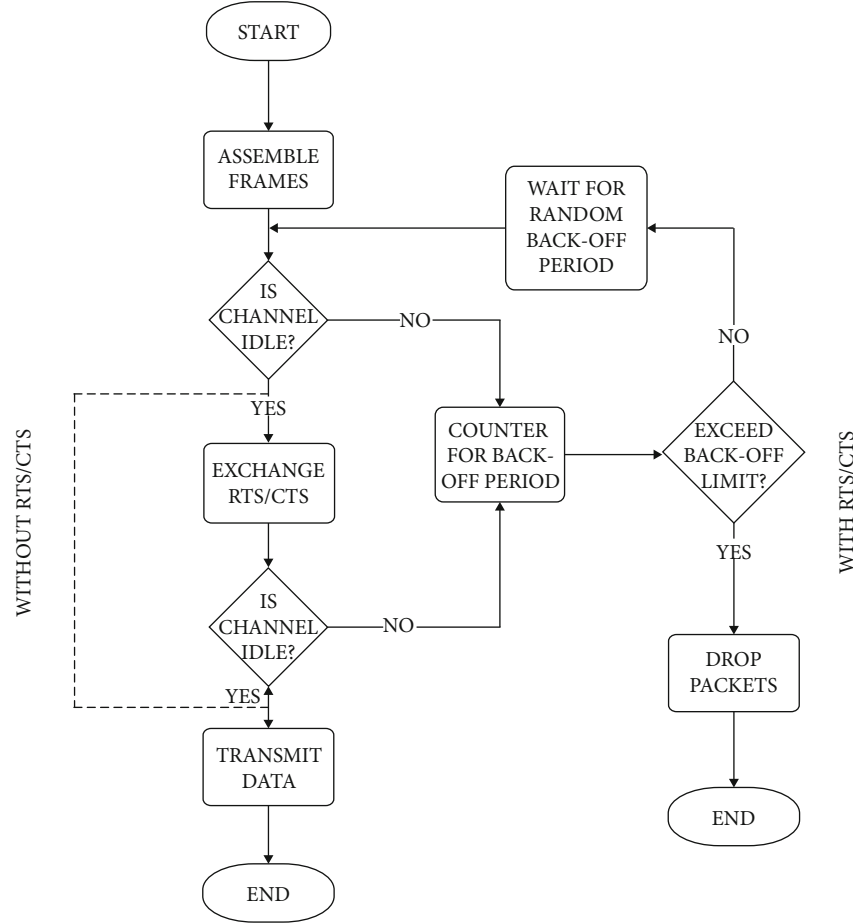 START
ASSEMBLE
FRAMES
WAIT FOR
RANDOM
BACK-OFF
PERIOD
IS
CHANNEL
IDLE?
NO
NO
YES
COUNTER
FOR BACK-
OFF PERIOD
EXCEED
BACK-OFF
LIMIT?
EXCHANGE
RTS/CTS
WITHOUT RTS/CTS
WITH RTS/CTS
YES
IS
CHANNEL
IDLE?
NO
YES
DROP
PACKETS
TRANSMIT
DATA
END
END